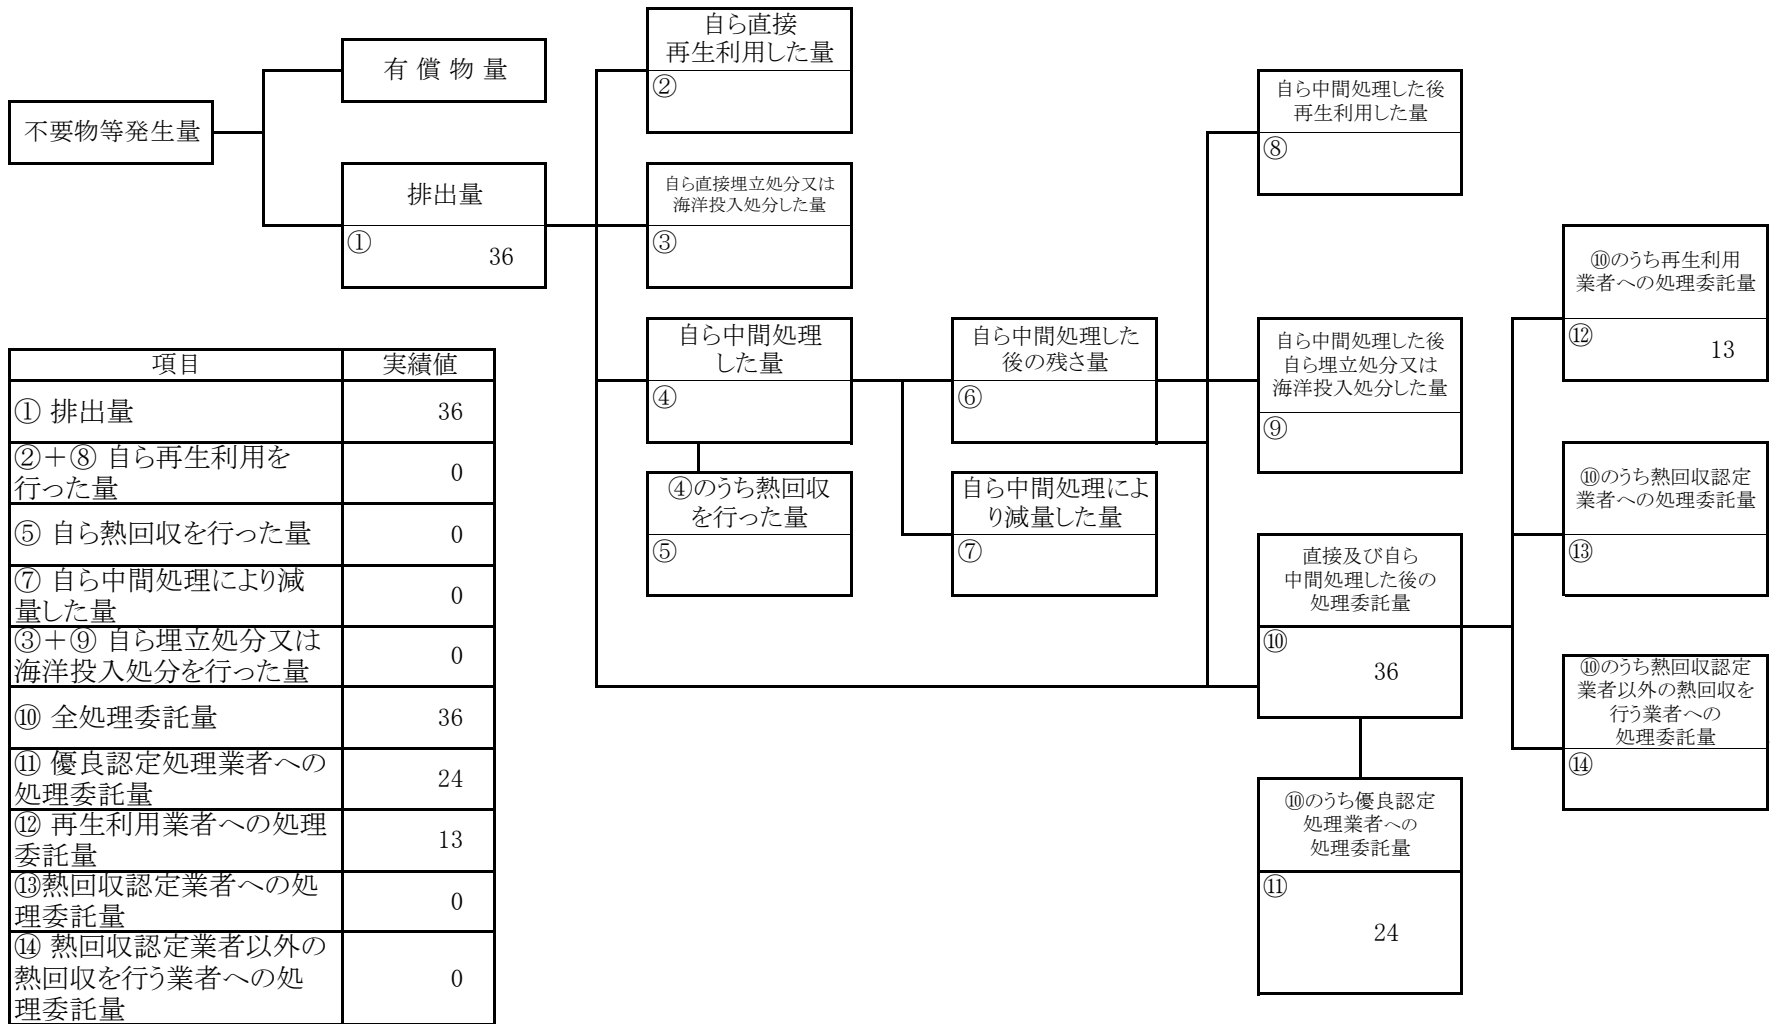 不要物等発生量
有 償 物 量
排出量
①
36
自ら直接
再生利用した量
②
自ら直接埋立処分又は
海洋投入処分した量
③
自ら中間処理
した量
④
④のうち熱回収
を行った量
⑤
自ら中間処理した
後の残さ量
⑥
自ら中間処理によ
り減量した量
⑦
自ら中間処理した後
再生利用した量
⑧
自ら中間処理した後
自ら埋立処分又は
海洋投入処分した量
⑨
直接及び自ら
中間処理した後の
処理委託量
⑩
36
⑩のうち優良認定
処理業者への
処理委託量
⑪
24
⑩のうち再生利用
業者への処理委託量
⑫
13
⑩のうち熱回収認定
業者への処理委託量
⑬
⑩のうち熱回収認定
業者以外の熱回収を
行う業者への
処理委託量
⑭
項目 実績値
① 排出量 36
②＋⑧ 自ら再生利用を
行った量 0
⑤ 自ら熱回収を行った量 0
⑦ 自ら中間処理により減
量した量 0
③＋⑨ 自ら埋立処分又は
海洋投入処分を行った量 0
⑩ 全処理委託量 36
⑪ 優良認定処理業者への
処理委託量 24
⑫ 再生利用業者への処理
委託量 13
⑬熱回収認定業者への処
理委託量 0
⑭ 熱回収認定業者以外の
熱回収を行う業者への処
理委託量 0